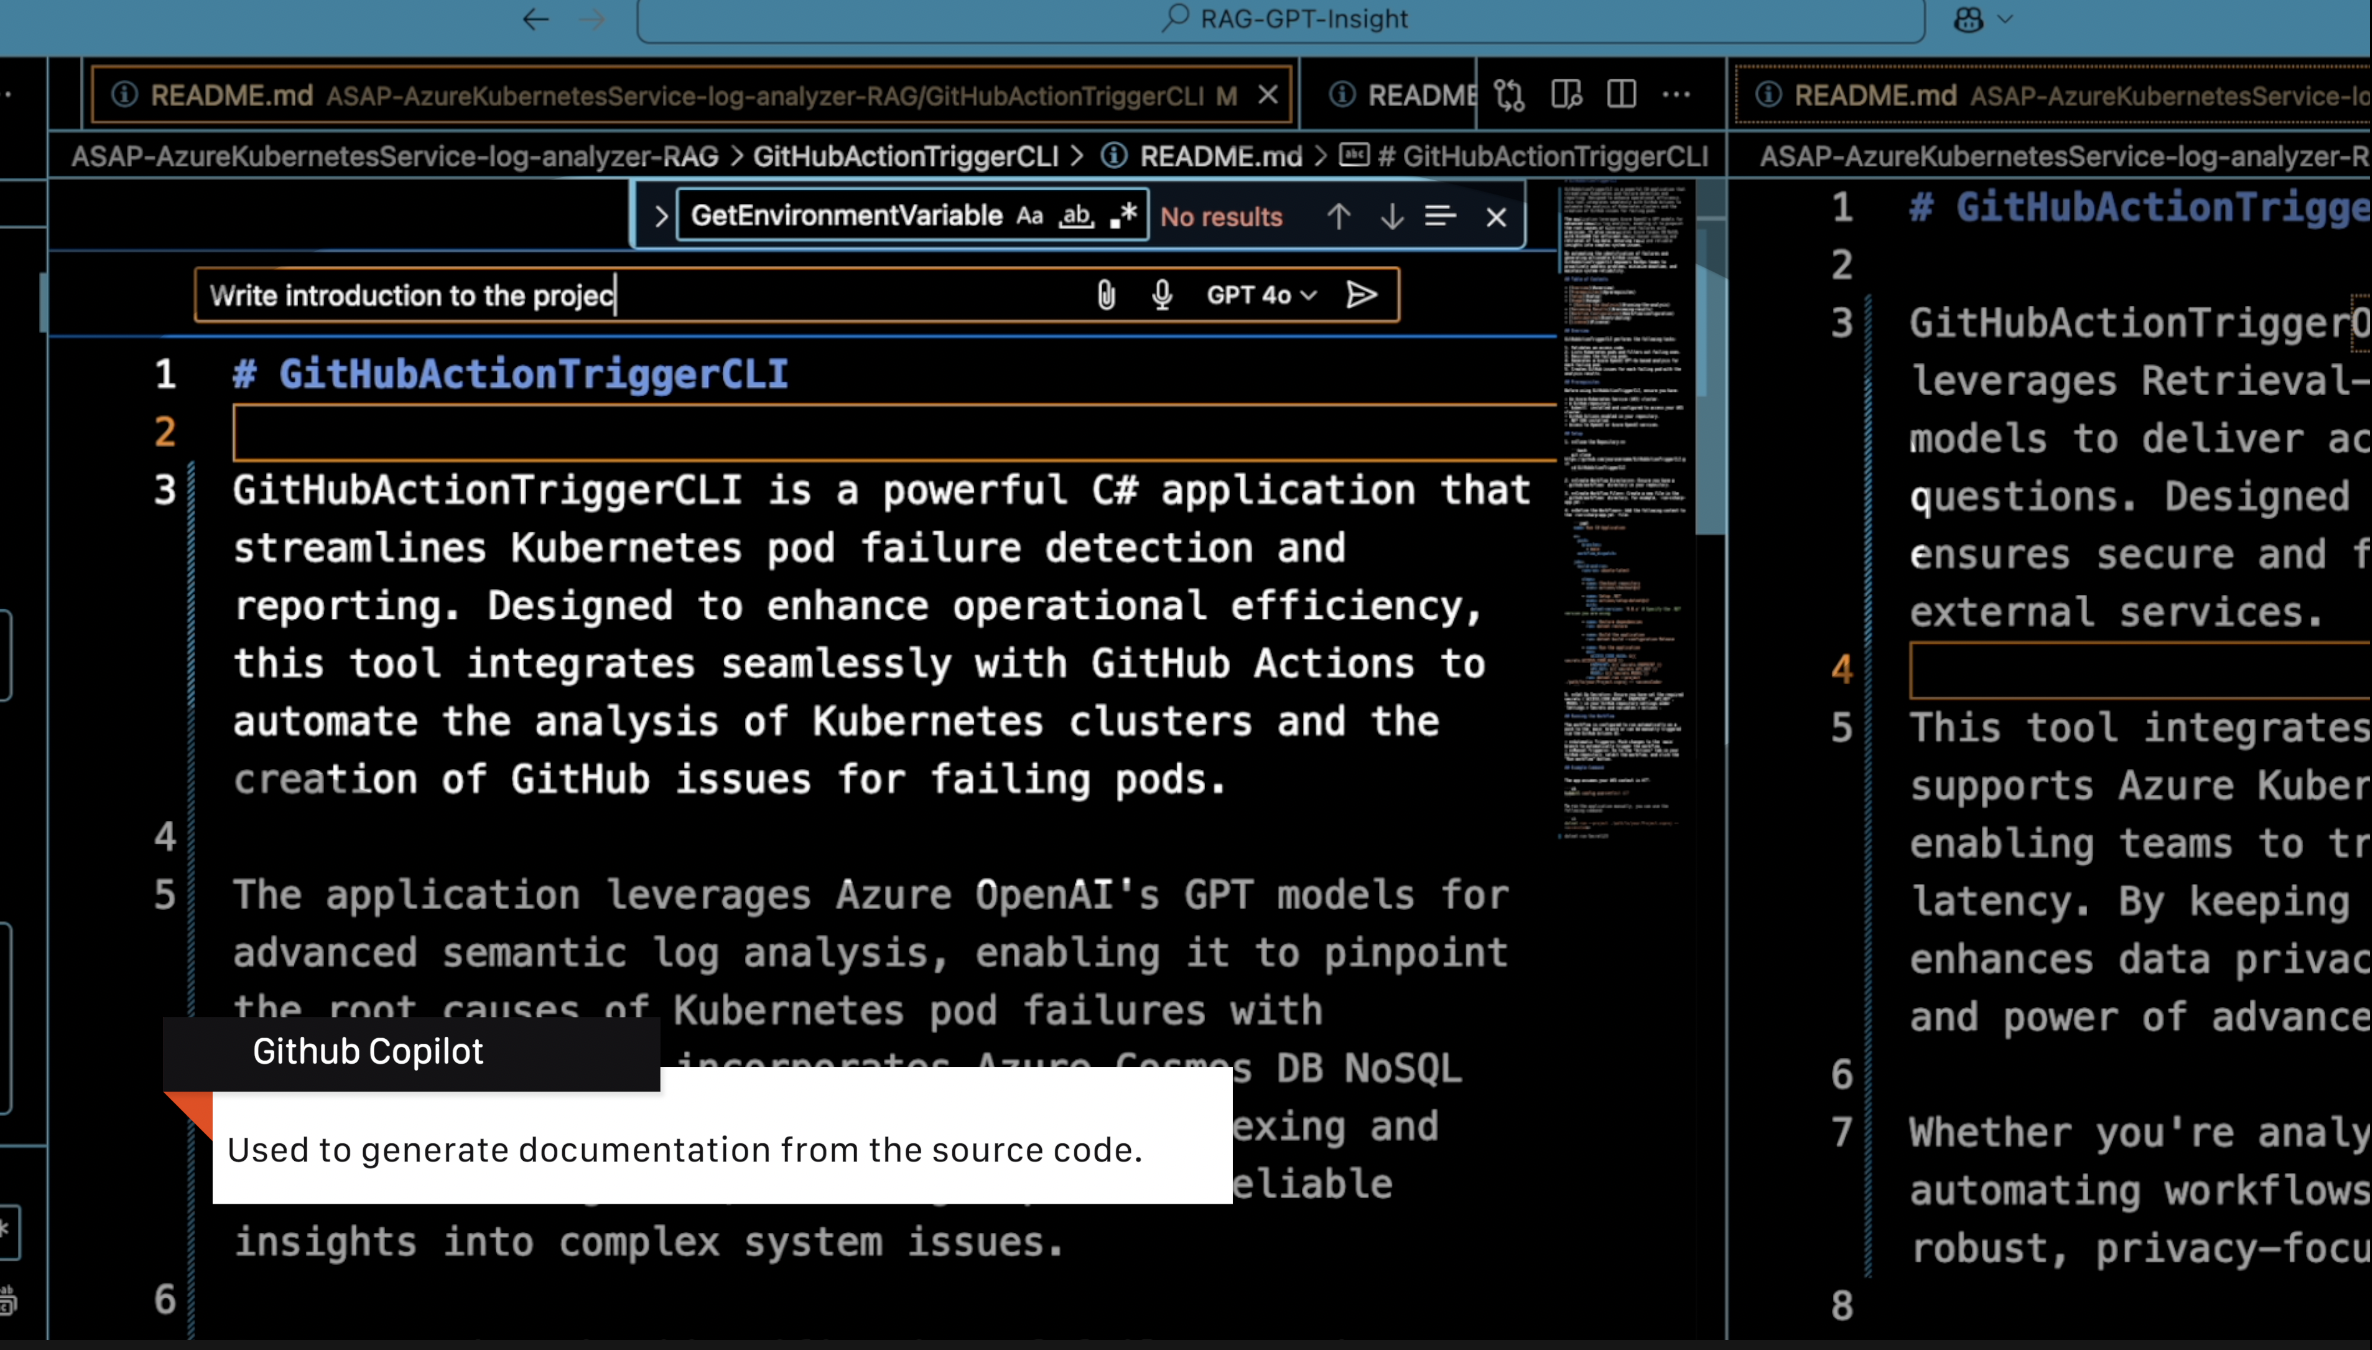 RAG-GPT-Insight
README.md ASAP-AzureKubernetesService-log-analyzer-RAG/GitHubActionTriggerCLI M
README
ASAP-AzureKubernetesService-log-analyzer-RAG > GitHubActionTriggerCLI > README.md > # GitHubActionTriggerCLI
GetEnvironmentVariable Aa ab .* No results
Write introduction to the projec
GPT 4o
1 # GitHubActionTriggerCLI
2
3 GitHubActionTriggerCLI is a powerful C# application that
streamlines Kubernetes pod failure detection and
reporting. Designed to enhance operational efficiency,
this tool integrates seamlessly with GitHub Actions to
automate the analysis of Kubernetes clusters and the
creation of GitHub issues for failing pods.
4
5 The application leverages Azure OpenAI's GPT models for
advanced semantic log analysis, enabling it to pinpoint
the root causes of Kubernetes pod failures with
incorporates Azure Cosmos DB NoSQL
exing and
eliable
insights into complex system issues.
6
Github Copilot
Used to generate documentation from the source code.
README.md ASAP-AzureKubernetesService-lo
ASAP-AzureKubernetesService-log-analyzer-R
1 # GitHubActionTrigge
2
3 GitHubActionTrigger
leverages Retrieval-
models to deliver ac
questions. Designed
ensures secure and f
external services.
4
5 This tool integrates
supports Azure Kuber
enabling teams to tr
latency. By keeping
enhances data privac
and power of advance
6
7 Whether you're analy
automating workflows
robust, privacy-focu
8